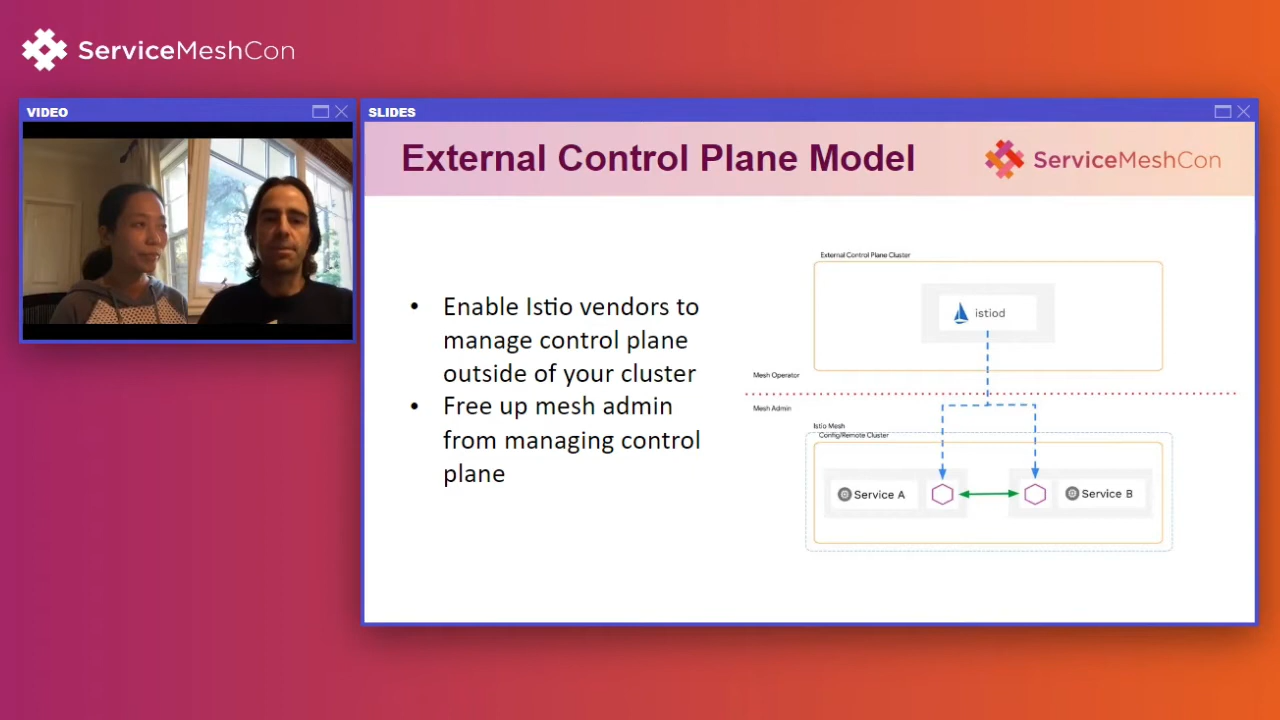 ServiceMeshCon
VIDEO
SLIDES
External Control Plane Model
ServiceMeshCon
• Enable Istio vendors to
manage control plane
outside of your cluster
• Free up mesh admin
from managing control
plane
External Control Plane Cluster
istiod
Mesh Operator
Mesh Admin
Istio Mesh
Config/Remote Cluster
Service A
Service B